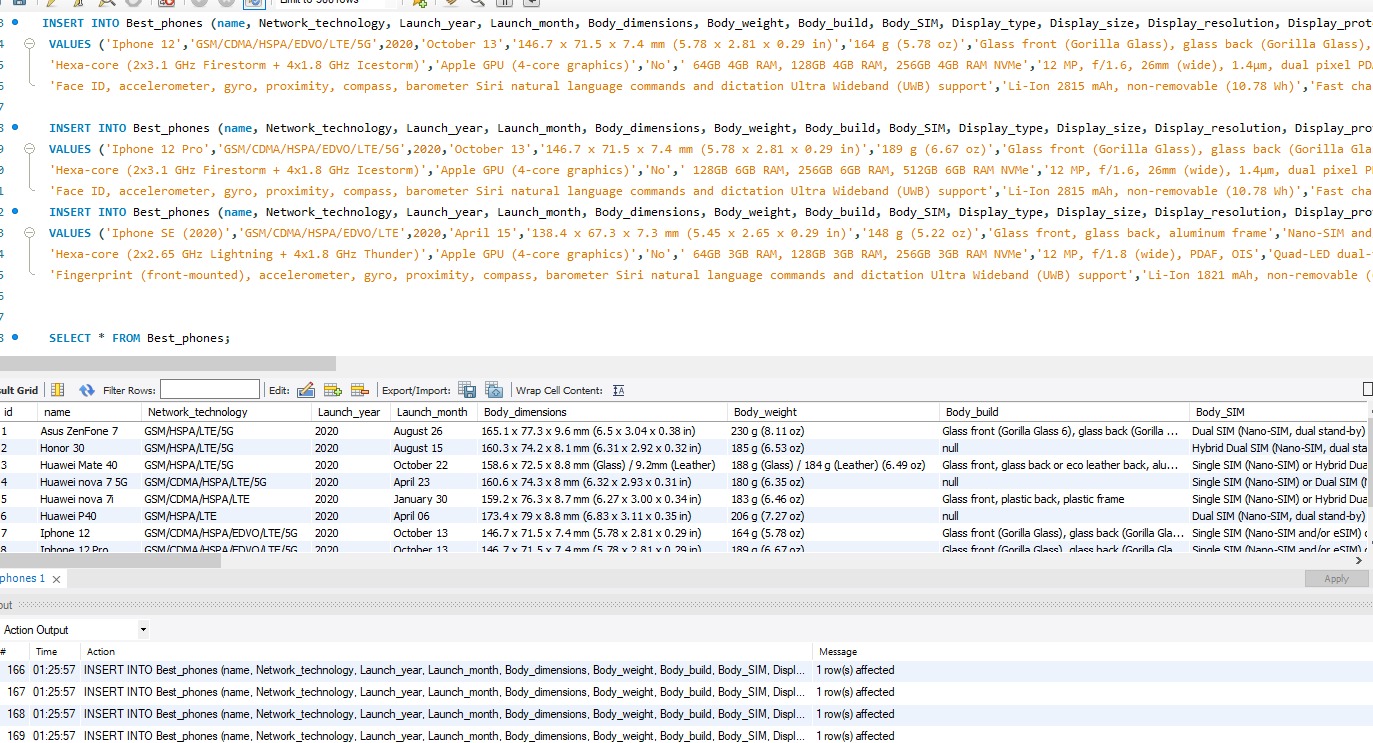 Limit to 500 rows
INSERT INTO Best_phones (name, Network_technology, Launch_year, Launch_month, Body_dimensions, Body_weight, Body_build, Body_SIM, Display_type, Display_size, Display_resolution, Display_prot
4 VALUES ('Iphone 12','GSM/CDMA/HSPA/EDVO/LTE/5G',2020,'October 13','146.7 x 71.5 x 7.4 mm (5.78 x 2.81 x 0.29 in)','164 g (5.78 oz)','Glass front (Gorilla Glass), glass back (Gorilla Glass),
5 'Hexa-core (2x3.1 GHz Firestorm + 4x1.8 GHz Icestorm)','Apple GPU (4-core graphics)','No',' 64GB 4GB RAM, 128GB 4GB RAM, 256GB 4GB RAM NVMe','12 MP, f/1.6, 26mm (wide), 1.4µm, dual pixel PDA
6 'Face ID, accelerometer, gyro, proximity, compass, barometer Siri natural language commands and dictation Ultra Wideband (UWB) support','Li-Ion 2815 mAh, non-removable (10.78 Wh)','Fast cha
7
8 INSERT INTO Best_phones (name, Network_technology, Launch_year, Launch_month, Body_dimensions, Body_weight, Body_build, Body_SIM, Display_type, Display_size, Display_resolution, Display_pro
9 VALUES ('Iphone 12 Pro','GSM/CDMA/HSPA/EDVO/LTE/5G',2020,'October 13','146.7 x 71.5 x 7.4 mm (5.78 x 2.81 x 0.29 in)','189 g (6.67 oz)','Glass front (Gorilla Glass), glass back (Gorilla Gla
0 'Hexa-core (2x3.1 GHz Firestorm + 4x1.8 GHz Icestorm)','Apple GPU (4-core graphics)','No',' 128GB 6GB RAM, 256GB 6GB RAM, 512GB 6GB RAM NVMe','12 MP, f/1.6, 26mm (wide), 1.4µm, dual pixel P
1 'Face ID, accelerometer, gyro, proximity, compass, barometer Siri natural language commands and dictation Ultra Wideband (UWB) support','Li-Ion 2815 mAh, non-removable (10.78 Wh)','Fast cha
2 INSERT INTO Best_phones (name, Network_technology, Launch_year, Launch_month, Body_dimensions, Body_weight, Body_build, Body_SIM, Display_type, Display_size, Display_resolution, Display_pro
3 VALUES ('Iphone SE (2020)','GSM/CDMA/HSPA/EDVO/LTE',2020,'April 15','138.4 x 67.3 x 7.3 mm (5.45 x 2.65 x 0.29 in)','148 g (5.22 oz)','Glass front, glass back, aluminum frame','Nano-SIM and
4 'Hexa-core (2x2.65 GHz Lightning + 4x1.8 GHz Thunder)','Apple GPU (4-core graphics)','No',' 64GB 3GB RAM, 128GB 3GB RAM, 256GB 3GB RAM NVMe','12 MP, f/1.8 (wide), PDAF, OIS','Quad-LED dual-
5 'Fingerprint (front-mounted), accelerometer, gyro, proximity, compass, barometer Siri natural language commands and dictation Ultra Wideband (UWB) support','Li-Ion 1821 mAh, non-removable (
6
7
8 SELECT * FROM Best_phones;
ult Grid Filter Rows: Edit: Export/Import: Wrap Cell Content:
id name Network_technology Launch_year Launch_month Body_dimensions Body_weight Body_build Body_SIM
1 Asus ZenFone 7 GSM/HSPA/LTE/5G 2020 August 26 165.1 x 77.3 x 9.6 mm (6.5 x 3.04 x 0.38 in) 230 g (8.11 oz) Glass front (Gorilla Glass 6), glass back (Gorilla ... Dual SIM (Nano-SIM, dual stand-by)
2 Honor 30 GSM/HSPA/LTE/5G 2020 August 15 160.3 x 74.2 x 8.1 mm (6.31 x 2.92 x 0.32 in) 185 g (6.53 oz) null Hybrid Dual SIM (Nano-SIM, dual sta
3 Huawei Mate 40 GSM/HSPA/LTE/5G 2020 October 22 158.6 x 72.5 x 8.8 mm (Glass) / 9.2mm (Leather) 188 g (Glass) / 184 g (Leather) (6.49 oz) Glass front, glass back or eco leather back, alu... Single SIM (Nano-SIM) or Hybrid Dua
4 Huawei nova 7 5G GSM/CDMA/HSPA/LTE/5G 2020 April 23 160.6 x 74.3 x 8 mm (6.32 x 2.93 x 0.31 in) 180 g (6.35 oz) null Single SIM (Nano-SIM) or Dual SIM (N
5 Huawei nova 7i GSM/CDMA/HSPA/LTE 2020 January 30 159.2 x 76.3 x 8.7 mm (6.27 x 3.00 x 0.34 in) 183 g (6.46 oz) Glass front, plastic back, plastic frame Single SIM (Nano-SIM) or Hybrid Dua
6 Huawei P40 GSM/HSPA/LTE 2020 April 06 173.4 x 79 x 8.8 mm (6.83 x 3.11 x 0.35 in) 206 g (7.27 oz) null Dual SIM (Nano-SIM, dual stand-by)
7 Iphone 12 GSM/CDMA/HSPA/EDVO/LTE/5G 2020 October 13 146.7 x 71.5 x 7.4 mm (5.78 x 2.81 x 0.29 in) 164 g (5.78 oz) Glass front (Gorilla Glass), glass back (Gorilla Gla... Single SIM (Nano-SIM and/or eSIM) o
8 Iphone 12 Pro GSM/CDMA/HSPA/EDVO/LTE/5G 2020 October 13 146.7 x 71.5 x 7.4 mm (5.78 x 2.81 x 0.29 in) 189 g (6.67 oz) Glass front (Gorilla Glass), glass back (Gorilla Gla... Single SIM (Nano-SIM and/or eSIM) o
phones 1 Apply
out
Action Output
# Time Action Message
166 01:25:57 INSERT INTO Best_phones (name, Network_technology, Launch_year, Launch_month, Body_dimensions, Body_weight, Body_build, Body_SIM, Displ... 1 row(s) affected
167 01:25:57 INSERT INTO Best_phones (name, Network_technology, Launch_year, Launch_month, Body_dimensions, Body_weight, Body_build, Body_SIM, Displ... 1 row(s) affected
168 01:25:57 INSERT INTO Best_phones (name, Network_technology, Launch_year, Launch_month, Body_dimensions, Body_weight, Body_build, Body_SIM, Displ... 1 row(s) affected
169 01:25:57 INSERT INTO Best_phones (name, Network_technology, Launch_year, Launch_month, Body_dimensions, Body_weight, Body_build, Body_SIM, Displ... 1 row(s) affected